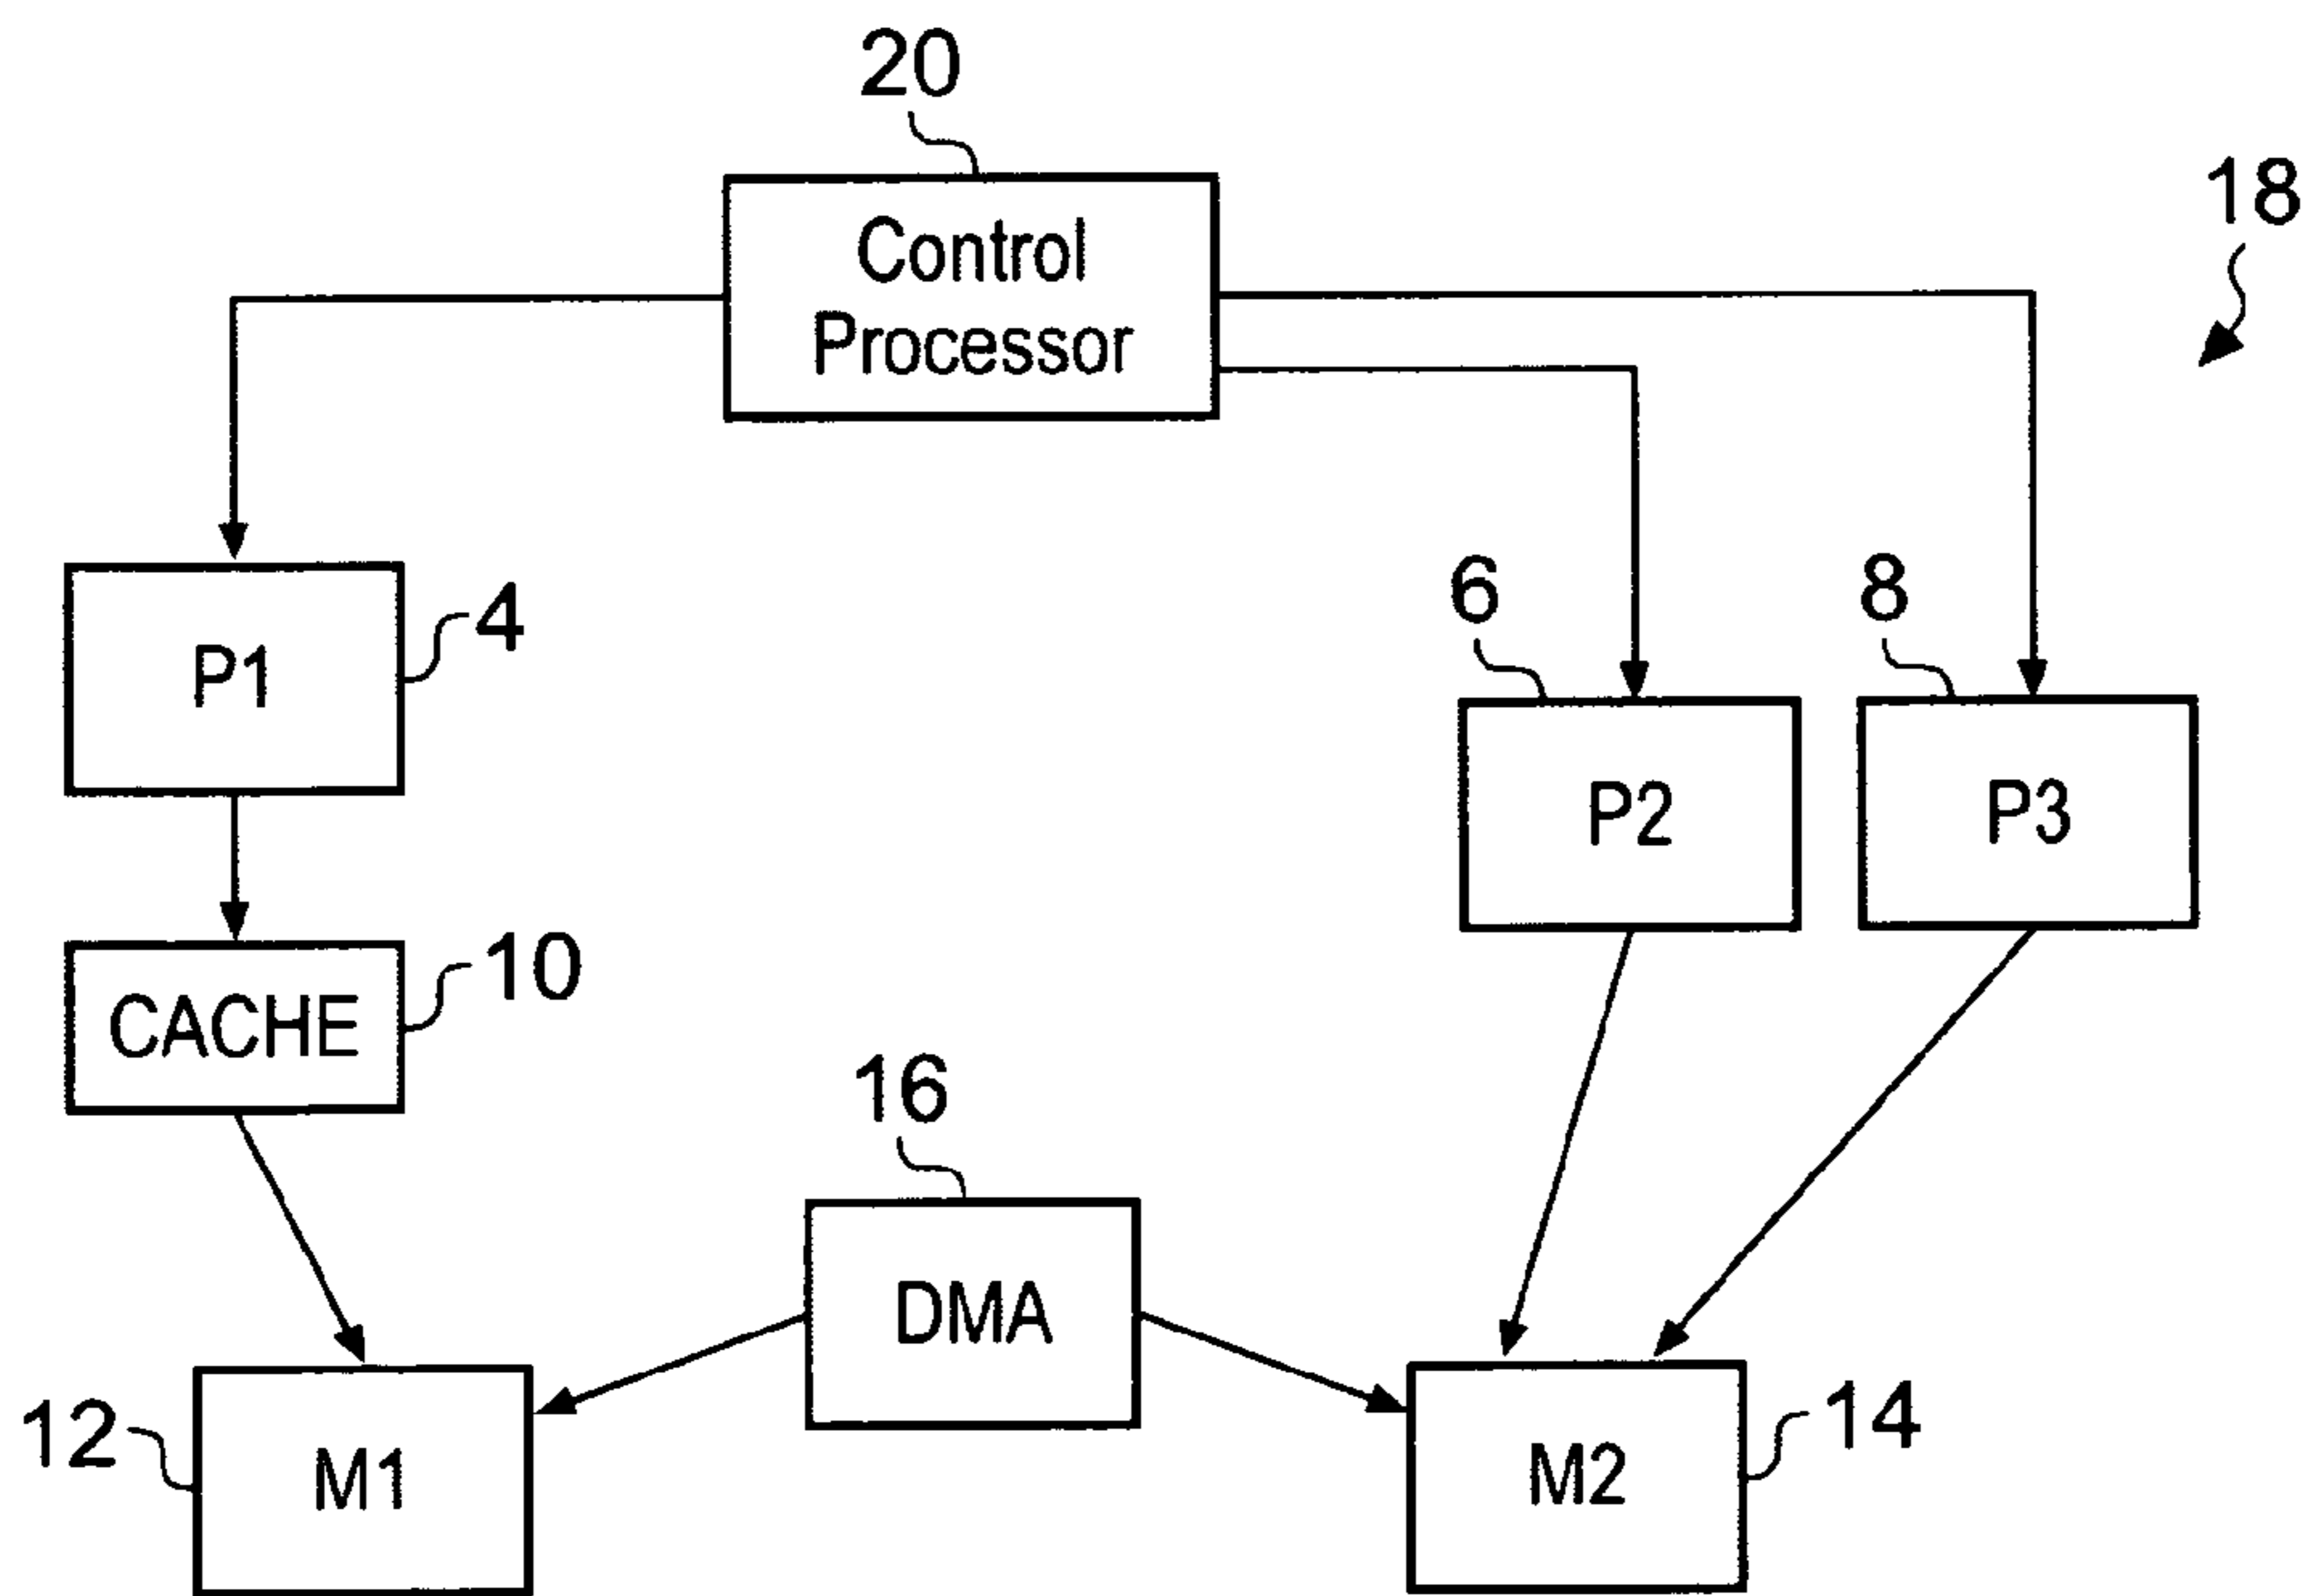 20
Control
Processor
18
P1
4
6
8
P2
P3
CACHE
10
16
DMA
12
M1
M2
14